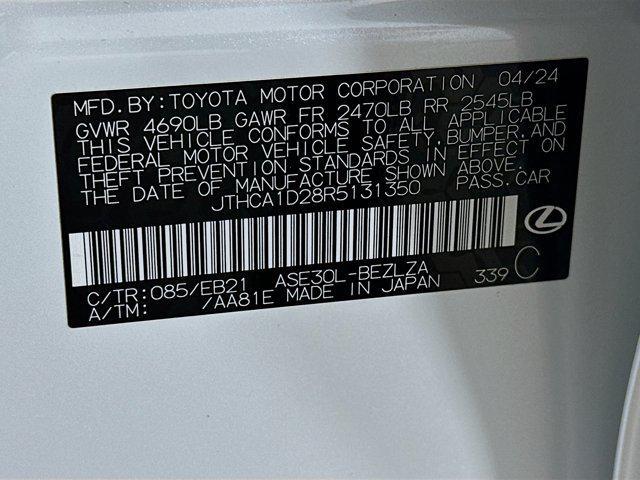 MFD. BY: TOYOTA MOTOR CORPORATION 04/24
GVWR 4690LB GAWR FR 2470LB RR 2545LB
THIS VEHICLE CONFORMS TO ALL APPLICABLE
FEDERAL MOTOR VEHICLE SAFETY, BUMPER, AND
THEFT PREVENTION STANDARDS IN EFFECT ON
THE DATE OF MANUFACTURE SHOWN ABOVE.
JTHCA1D28R5131350 PASS. CAR
C/TR: 085/EB21 ASE30L-BEZLZA
A/TM: /AA81E MADE IN JAPAN 339 C